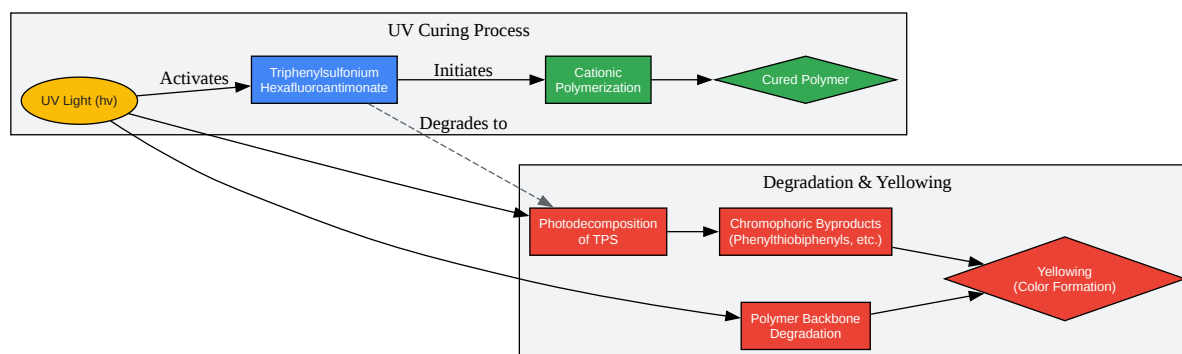 UV Curing Process
UV Light (hv)
Activates
Triphenylsulfonium
Hexafluoroantimonate
Initiates
Cationic
Polymerization
Cured Polymer
Degrades to
Degradation & Yellowing
Photodecomposition
of TPS
Chromophoric Byproducts
(Phenylthiobiphenyls, etc.)
Yellowing
(Color Formation)
Polymer Backbone
Degradation